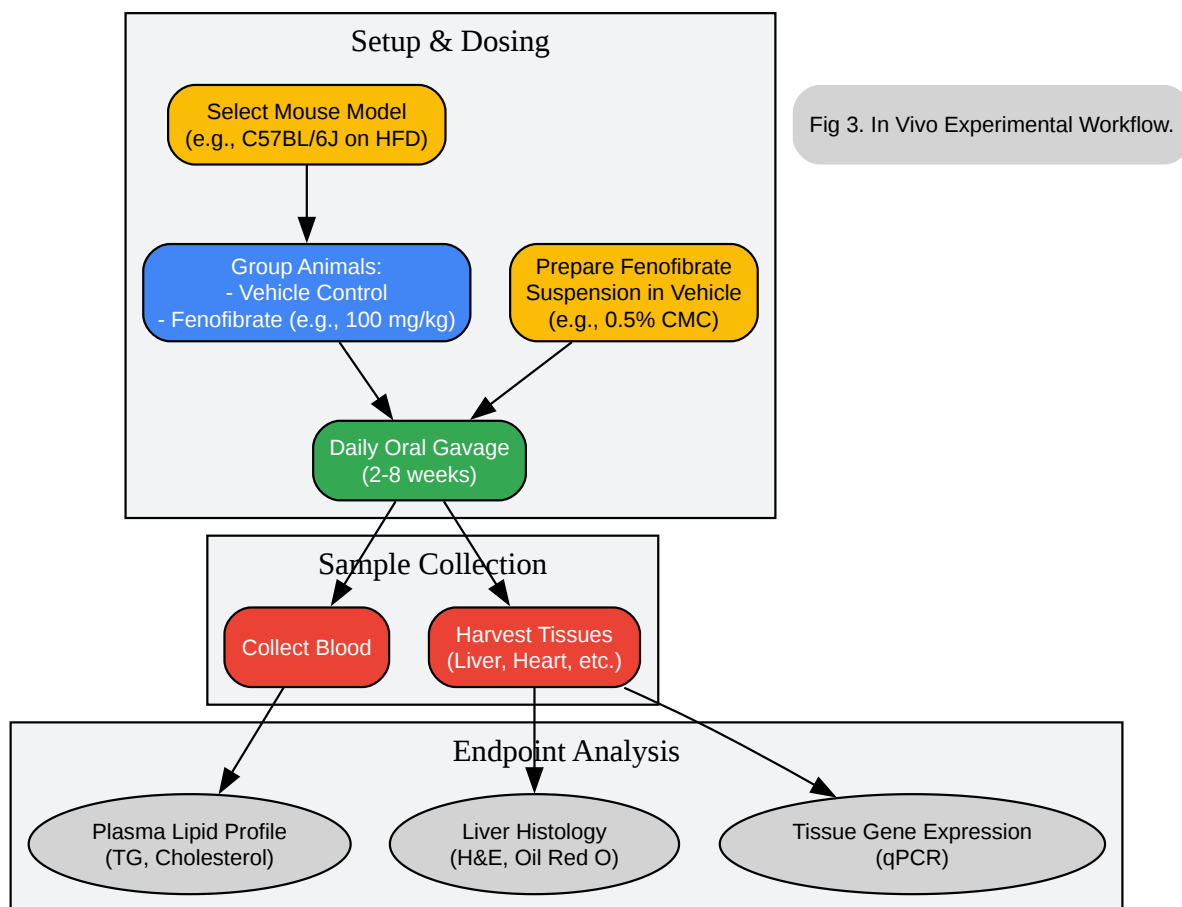 Setup & Dosing
Select Mouse Model
(e.g., C57BL/6J on HFD)
Fig 3. In Vivo Experimental Workflow.
Group Animals:
- Vehicle Control
- Fenofibrate (e.g., 100 mg/kg)
Prepare Fenofibrate
Suspension in Vehicle
(e.g., 0.5% CMC)
Daily Oral Gavage
(2-8 weeks)
Sample Collection
Collect Blood
Harvest Tissues
(Liver, Heart, etc.)
Endpoint Analysis
Plasma Lipid Profile
(TG, Cholesterol)
Liver Histology
(H&E, Oil Red O)
Tissue Gene Expression
(qPCR)